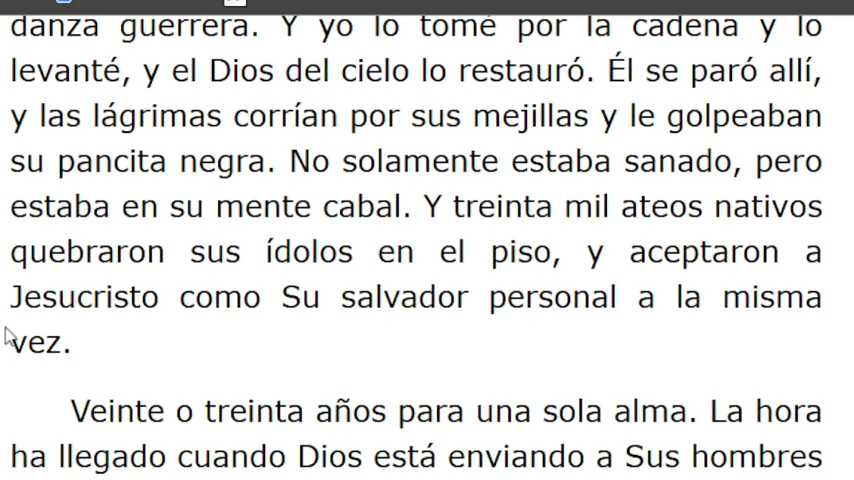 danza guerrera. Y yo lo tomé por la cadena y lo
levanté, y el Dios del cielo lo restauró. Él se paró allí,
y las lágrimas corrían por sus mejillas y le golpeaban
su pancita negra. No solamente estaba sanado, pero
estaba en su mente cabal. Y treinta mil ateos nativos
quebraron sus ídolos en el piso, y aceptaron a
Jesucristo como Su salvador personal a la misma
vez.
Veinte o treinta años para una sola alma. La hora
ha llegado cuando Dios está enviando a Sus hombres